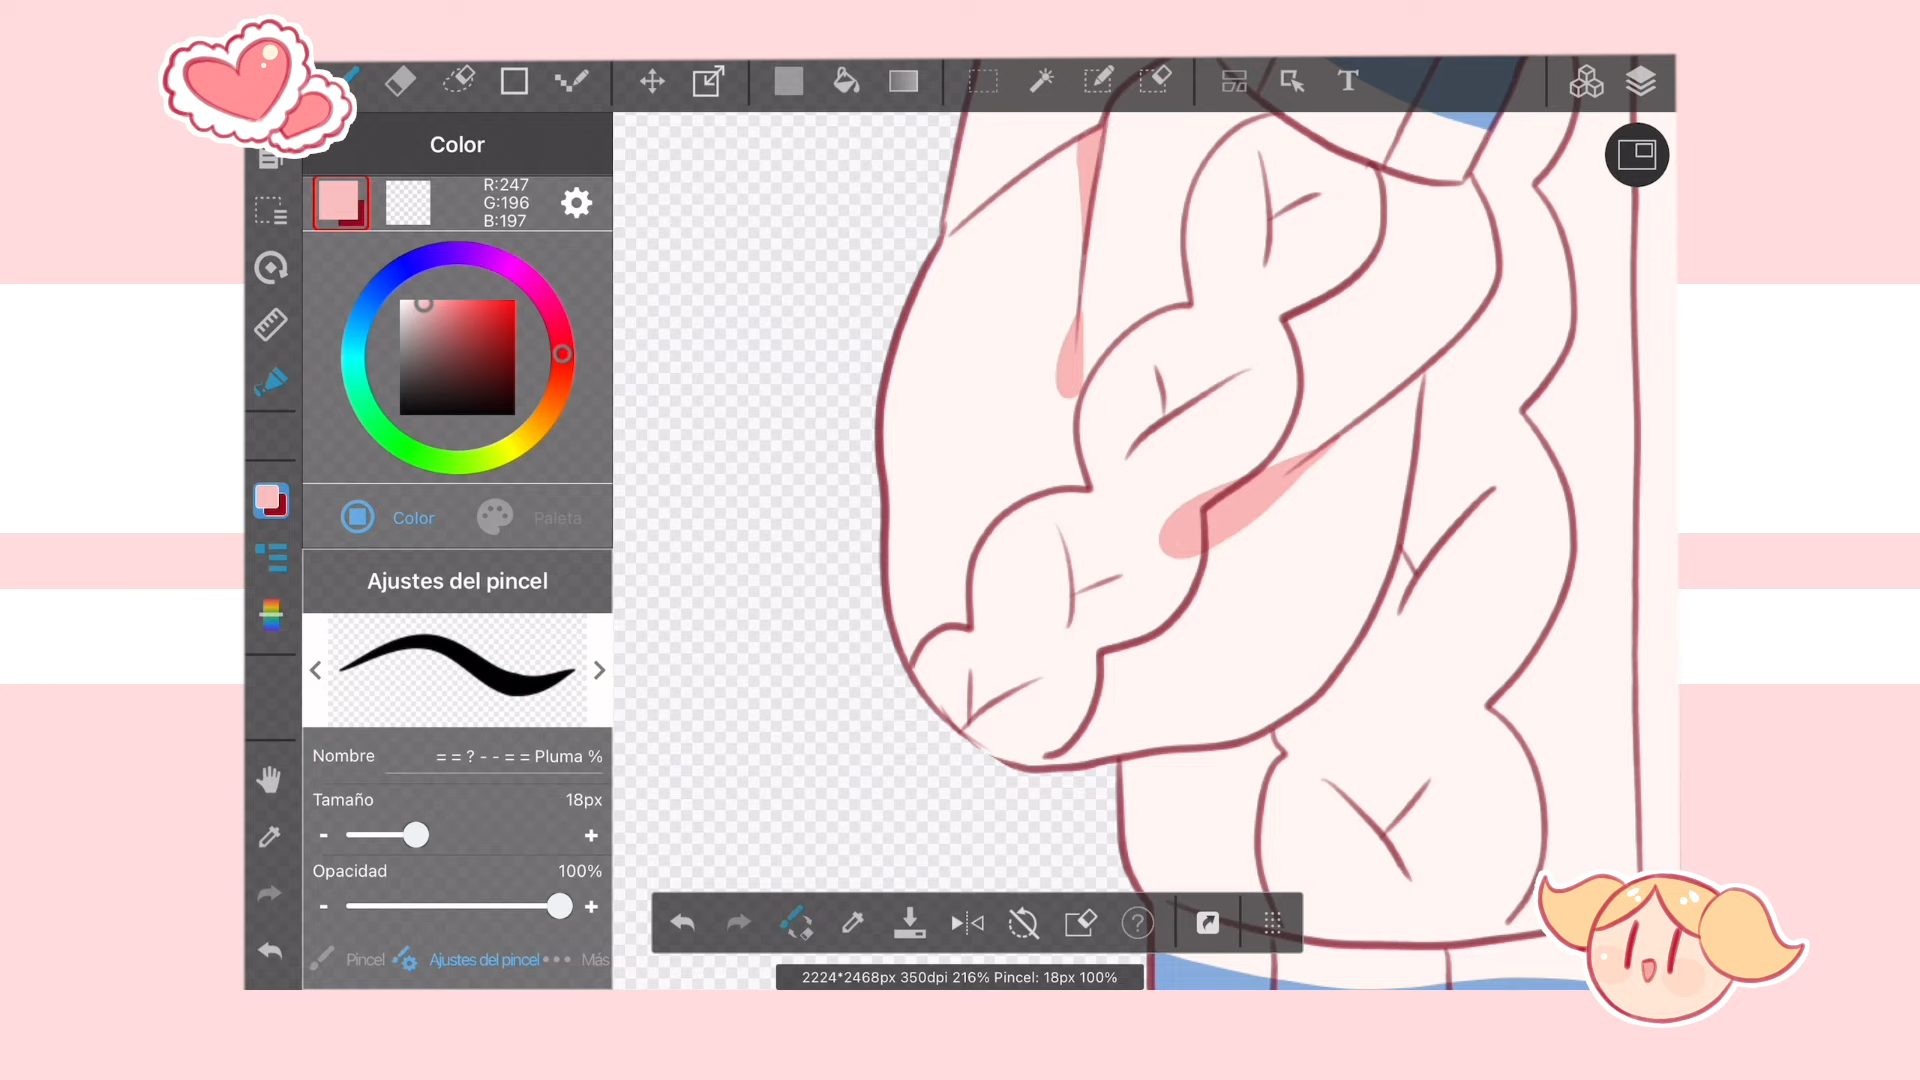 T
Color
R:247
G:196
B:197
Color
Paleta
Ajustes del pincel
Nombre
= = ? - - = = Pluma %
Tamaño
18px
-
+
Opacidad
100%
-
+
Pincel
Ajustes del pincel
Más
?
2224*2468px 350dpi 216% Pincel: 18px 100%